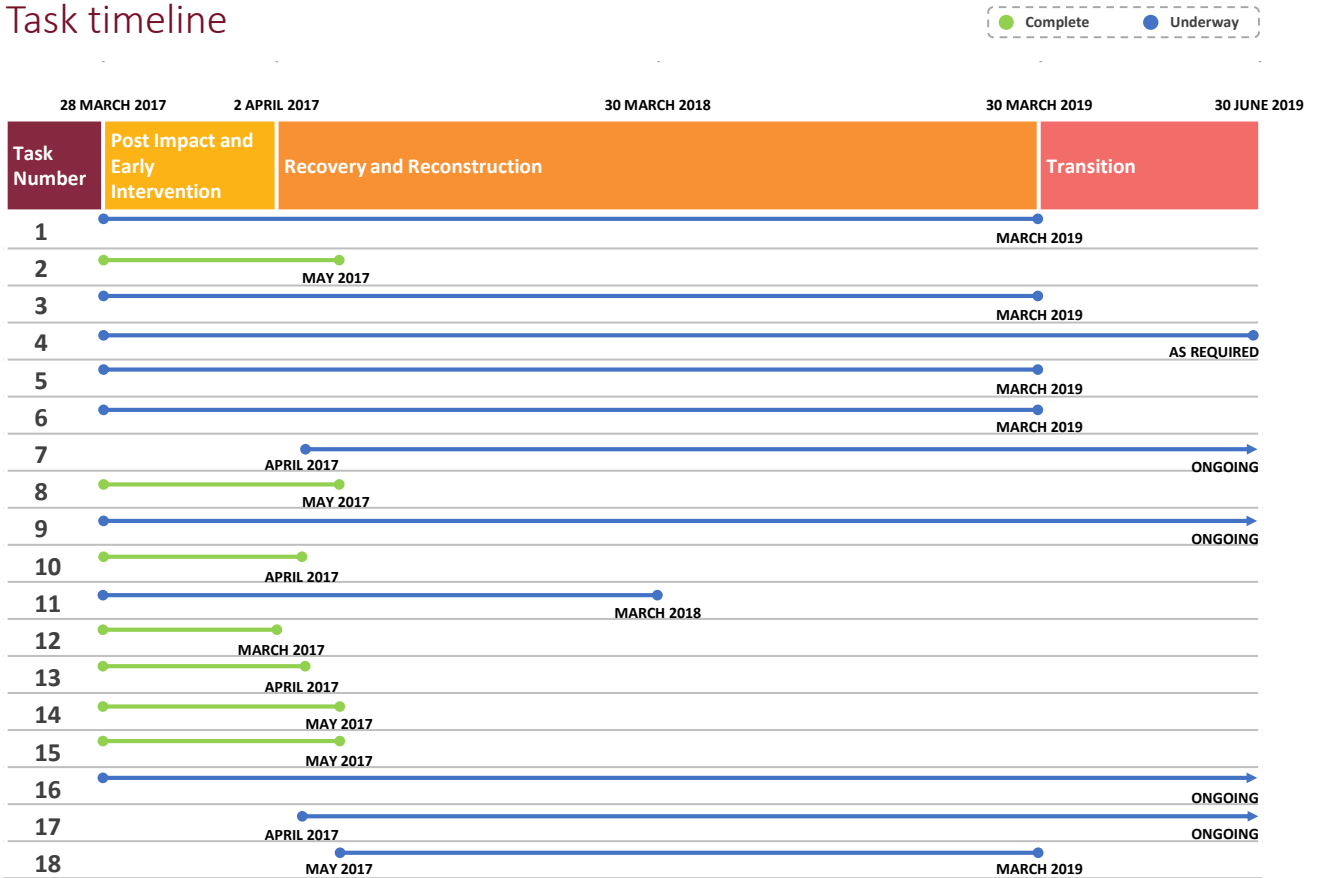 Task timeline
Complete
Underway
28 MARCH 2017
2 APRIL 2017
30 MARCH 2018
30 MARCH 2019
30 JUNE 2019
Task
Number
Post Impact and
Early
Intervention
Recovery and Reconstruction
Transition
1
MARCH 2019
2
MAY 2017
3
MARCH 2019
4
AS REQUIRED
5
MARCH 2019
6
MARCH 2019
7
APRIL 2017
ONGOING
8
MAY 2017
9
ONGOING
10
APRIL 2017
11
MARCH 2018
12
MARCH 2017
13
APRIL 2017
14
MAY 2017
15
MAY 2017
16
ONGOING
17
APRIL 2017
ONGOING
18
MAY 2017
MARCH 2019